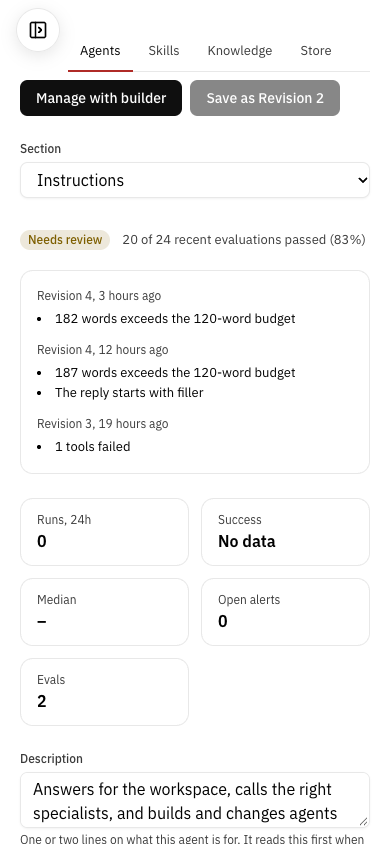 Agents Skills Knowledge Store
Manage with builder Save as Revision 2
Section
Instructions
Needs review 20 of 24 recent evaluations passed (83%)
Revision 4, 3 hours ago
• 182 words exceeds the 120-word budget
Revision 4, 12 hours ago
• 187 words exceeds the 120-word budget
• The reply starts with filler
Revision 3, 19 hours ago
• 1 tools failed
Runs, 24h Success
0 No data
Median Open alerts
– 0
Evals
2
Description
Answers for the workspace, calls the right
specialists, and builds and changes agents
One or two lines on what this agent is for. It reads this first when